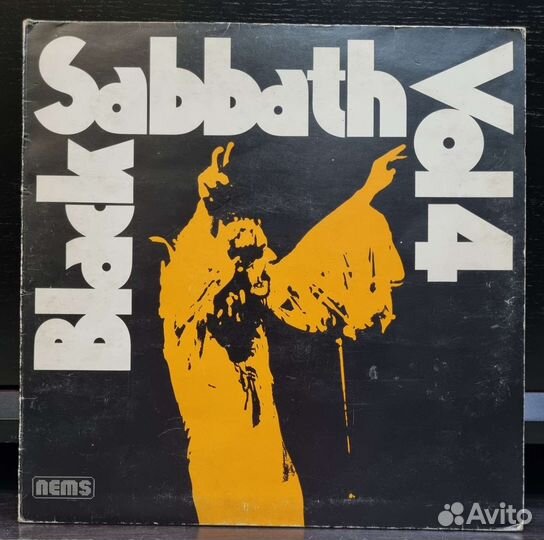 Black
Sabbath
Vol 4
nems
Avito